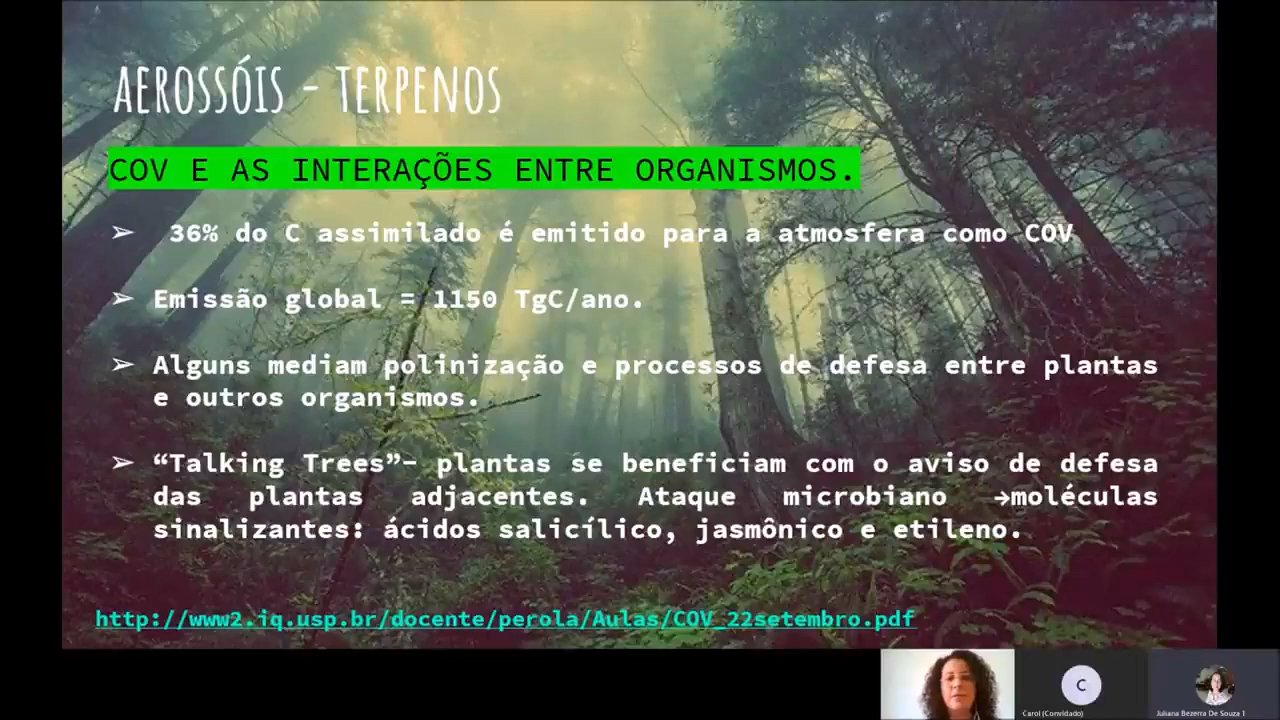 AEROSSÓIS - TERPENOS
COV E AS INTERAÇÕES ENTRE ORGANISMOS.
➢ 36% do C assimilado é emitido para a atmosfera como COV
➢ Emissão global = 1150 TgC/ano.
➢ Alguns mediam polinização e processos de defesa entre plantas
e outros organismos.
➢ “Talking Trees”– plantas se beneficiam com o aviso de defesa
das plantas adjacentes. Ataque microbiano →moléculas
sinalizantes: ácidos salicílico, jasmônico e etileno.
http://www2.iq.usp.br/docente/perola/Aulas/COV_22setembro.pdf
C
Carol (Convidado)
Juliana Bezerra De Souza 1